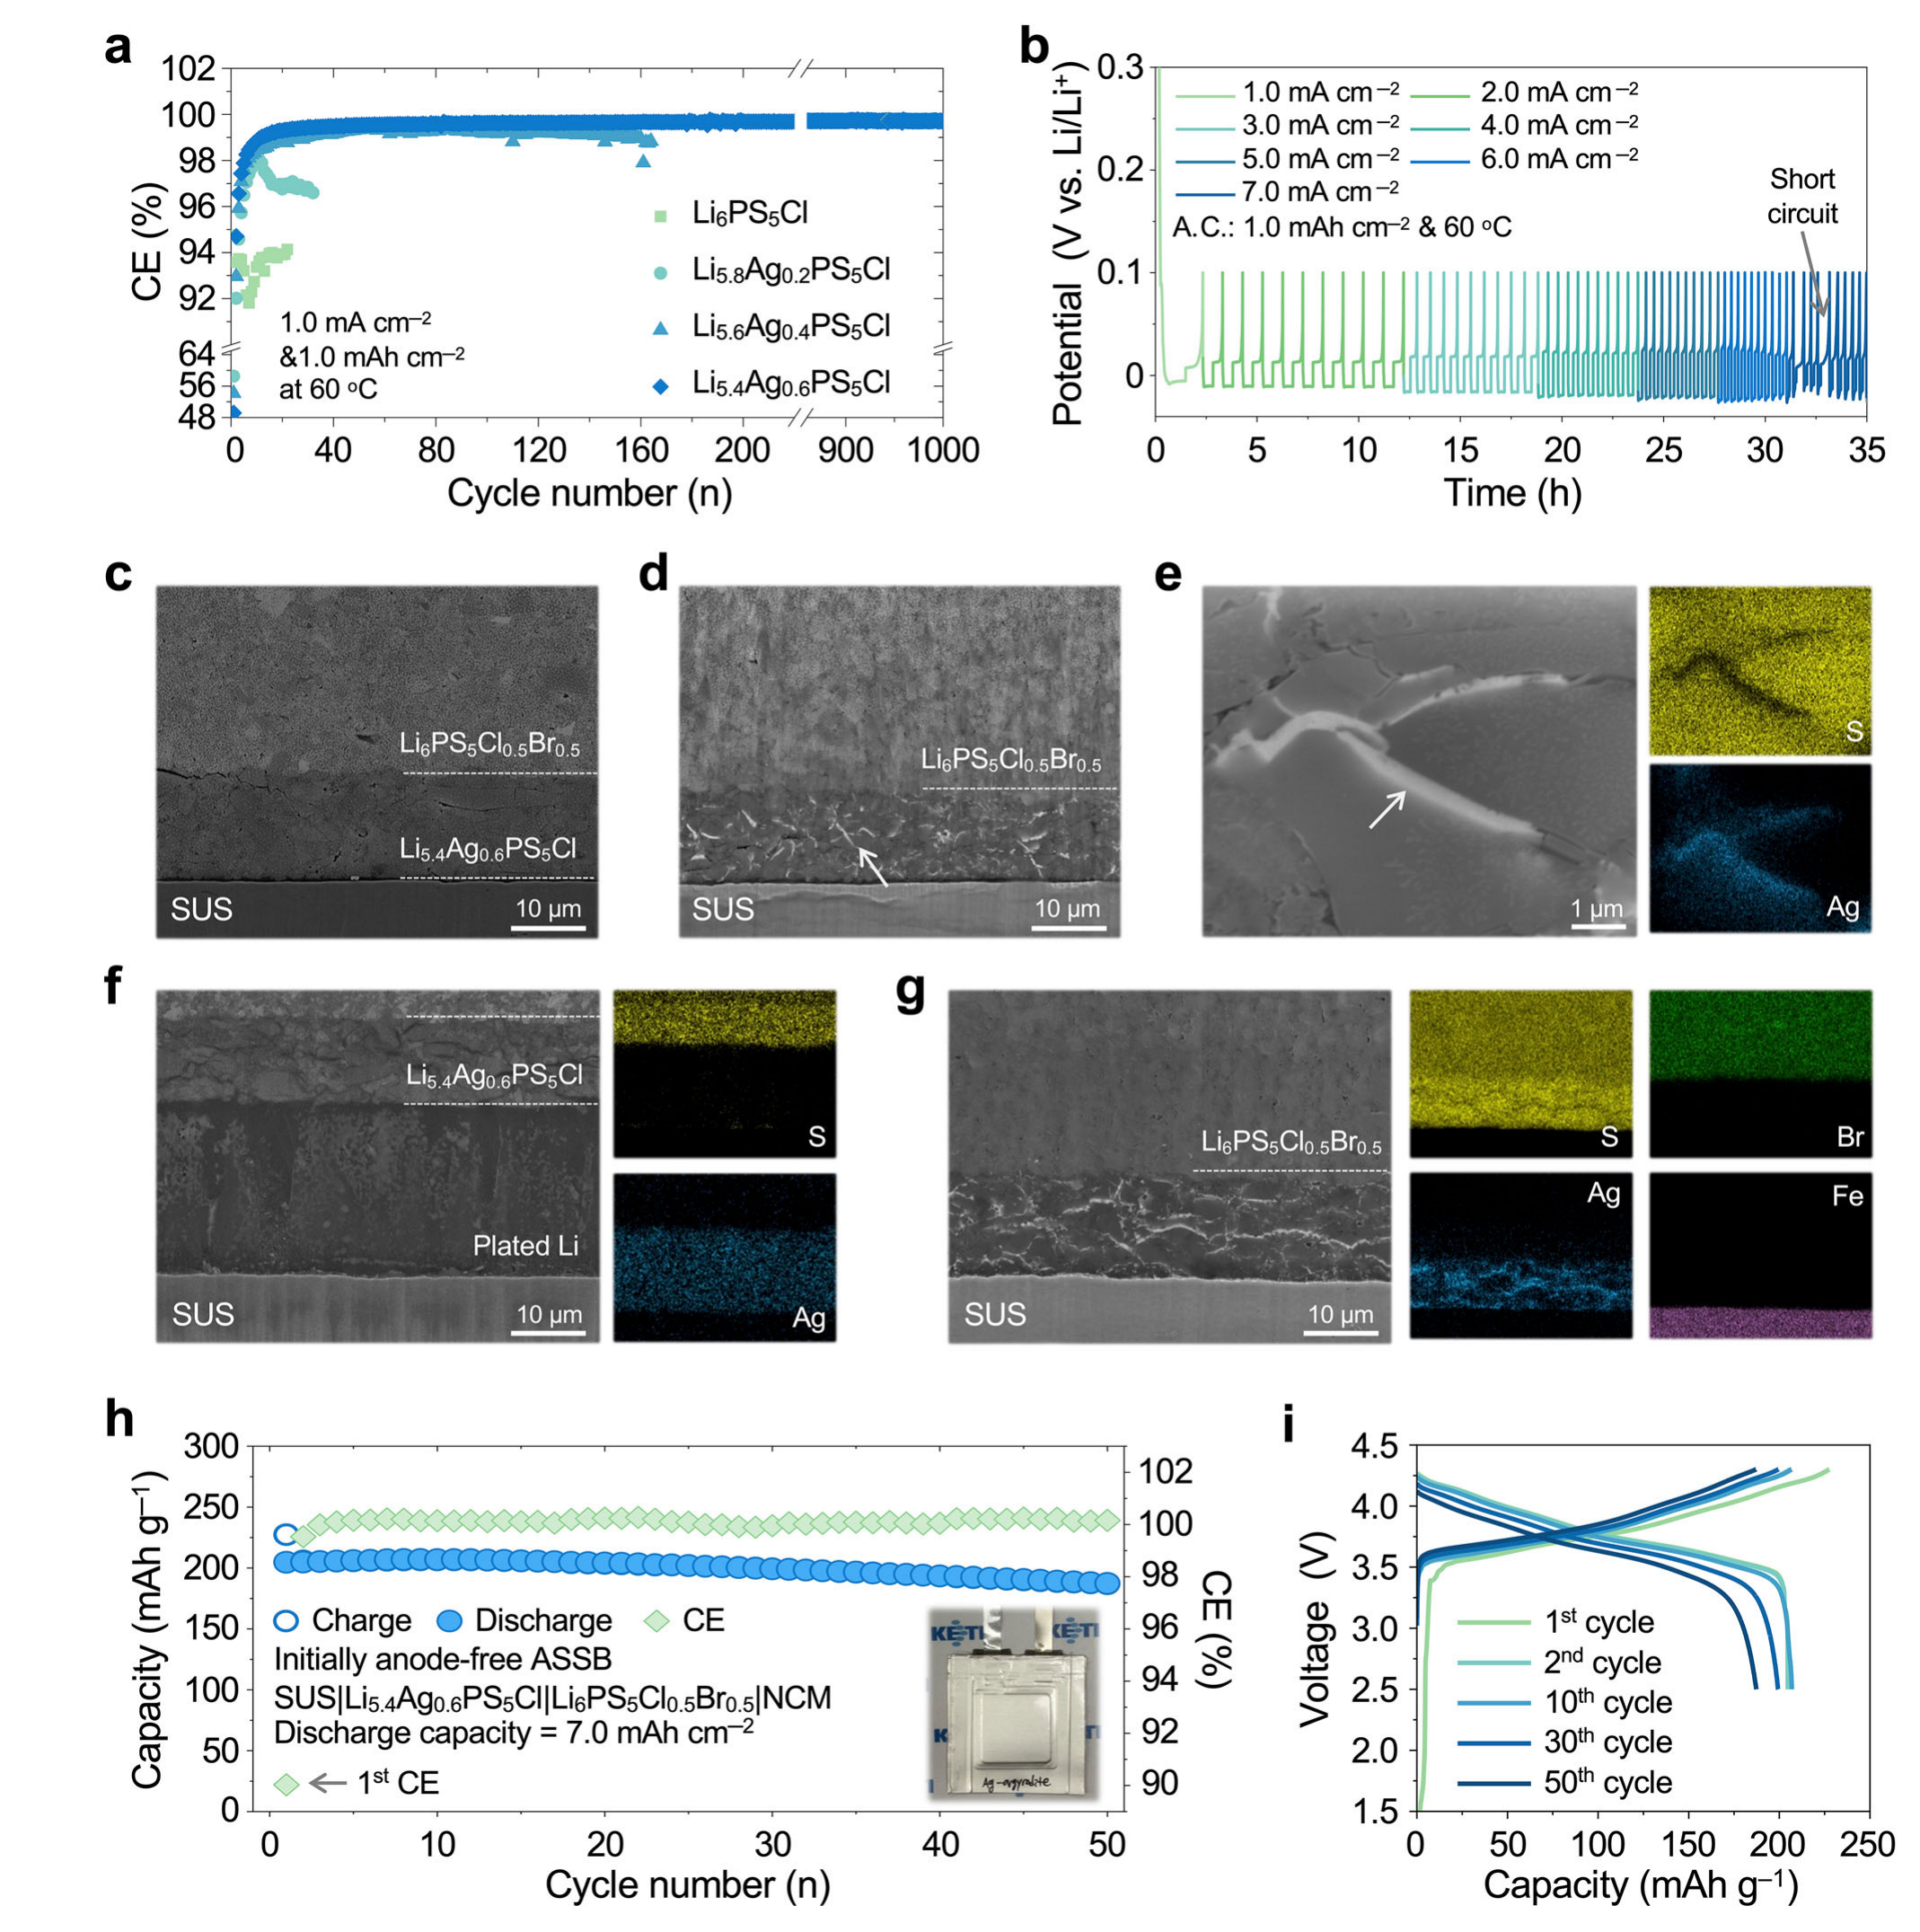 a
102
100
98
96
94
92
64
56
48
CE (%)
Li₆PS₅Cl
Li₅.₈Ag₀.₂PS₅Cl
Li₅.₆Ag₀.₄PS₅Cl
Li₅.₄Ag₀.₆PS₅Cl
1.0 mA cm⁻²
&1.0 mAh cm⁻²
at 60 °C
0 40 80 120 160 200 900 1000
Cycle number (n)
b
0.3
0.2
0.1
0
Potential (V vs. Li/Li⁺)
1.0 mA cm⁻² 2.0 mA cm⁻²
3.0 mA cm⁻² 4.0 mA cm⁻²
5.0 mA cm⁻² 6.0 mA cm⁻²
7.0 mA cm⁻²
A.C.: 1.0 mAh cm⁻² & 60 °C
Short
circuit
0 5 10 15 20 25 30 35
Time (h)
c
Li₆PS₅Cl₀.₅Br₀.₅
Li₅.₄Ag₀.₆PS₅Cl
SUS
10 µm
d
Li₆PS₅Cl₀.₅Br₀.₅
SUS
10 µm
e
1 µm
S
Ag
f
Li₅.₄Ag₀.₆PS₅Cl
Plated Li
SUS
10 µm
S
Ag
g
Li₆PS₅Cl₀.₅Br₀.₅
SUS
10 µm
S
Br
Ag
Fe
h
300
250
200
150
100
50
0
Capacity (mAh g⁻¹)
Charge Discharge CE
Initially anode-free ASSB
SUS|Li₅.₄Ag₀.₆PS₅Cl|Li₆PS₅Cl₀.₅Br₀.₅|NCM
Discharge capacity = 7.0 mAh cm⁻²
1ˢᵗ CE
KETI
Ag-argyrodite
102
100
98
96
94
92
90
CE (%)
0 10 20 30 40 50
Cycle number (n)
i
4.5
4.0
3.5
3.0
2.5
2.0
1.5
Voltage (V)
1ˢᵗ cycle
2ⁿᵈ cycle
10ᵗʰ cycle
30ᵗʰ cycle
50ᵗʰ cycle
0 50 100 150 200 250
Capacity (mAh g⁻¹)